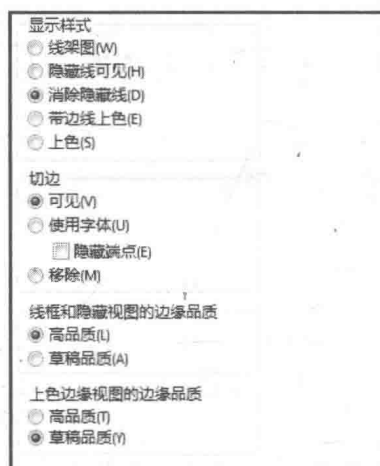 显示样式
线架图(W)
隐藏线可见(H)
消除隐藏线(D)
带边线上色(E)
上色(S)
切边
可见(V)
使用字体(U)
隐藏端点(E)
移除(M)
线框和隐藏视图的边缘品质
高品质(L)
草稿品质(A)
上色边缘视图的边缘品质
高品质(T)
草稿品质(Y)